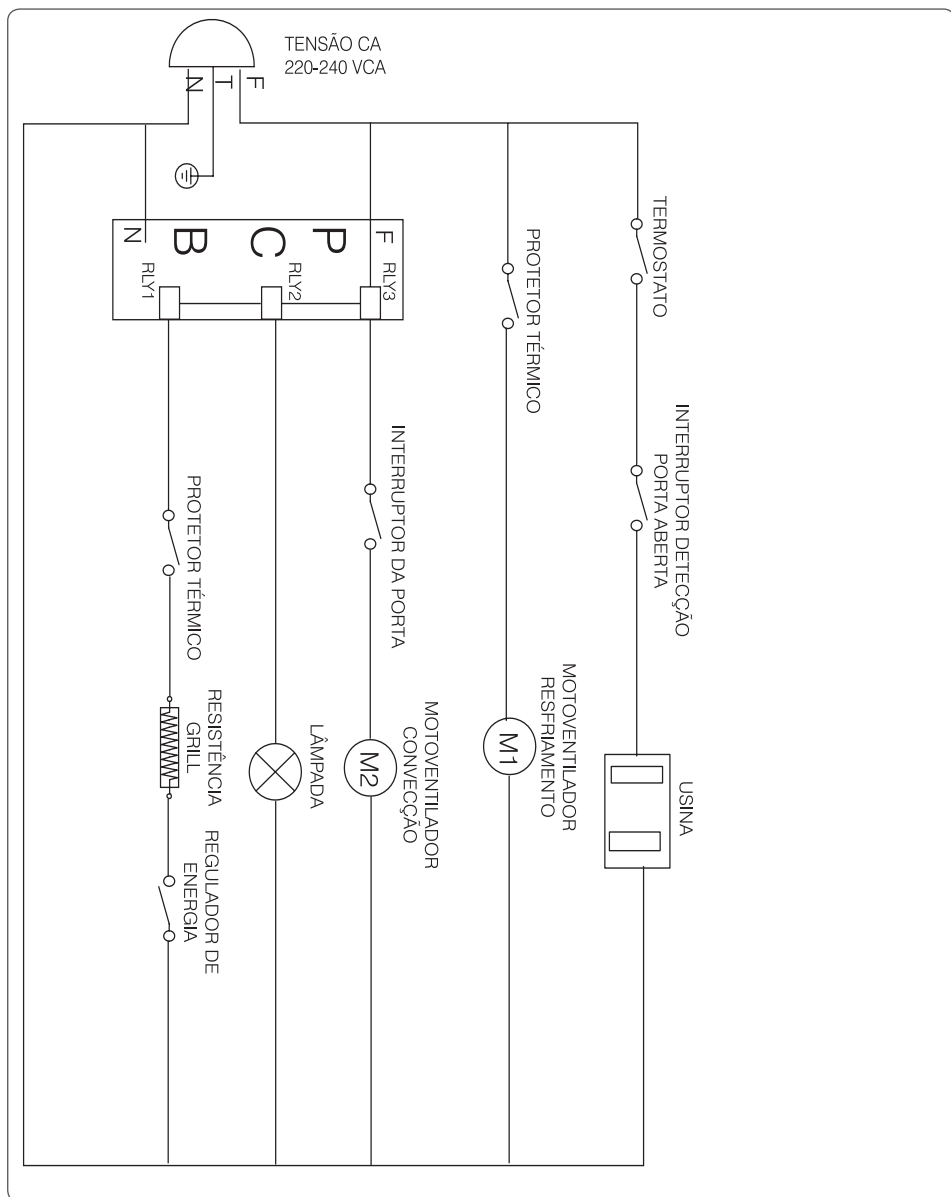 TENSÃO CA
220-240 VCA
N T F
N
B C P
F
RLY1
RLY2
RLY3
TERMOSTATO
PROTETOR TÉRMICO
INTERRUPTOR DETECÇÃO
PORTA ABERTA
INTERRUPTOR DA PORTA
PROTETOR TÉRMICO
RESISTÊNCIA
GRILL
LÂMPADA
M2
MOTOVENTILADOR
CONVECÇÃO
M1
MOTOVENTILADOR
RESFRIAMENTO
USINA
REGULADOR DE
ENERGIA